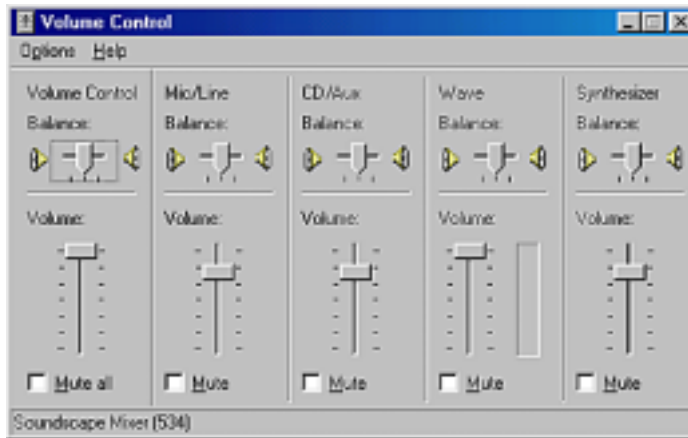 Volume Control
Options Help
Volume Control Mic/Line CD/Aux Wave Synthesizer
Balance: Balance: Balance: Balance: Balance:
Volume: Volume: Volume: Volume: Volume:
Mute all Mute Mute Mute Mute
Soundscape Mixer (534)